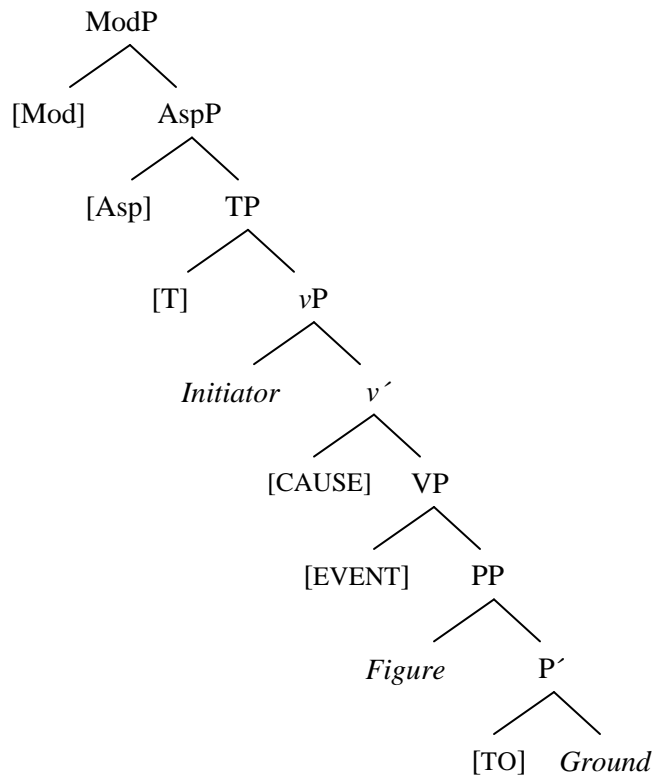 ModP
[Mod] AspP
[Asp] TP
[T] vP
Initiator v´
[CAUSE] VP
[EVENT] PP
Figure P´
[TO] Ground